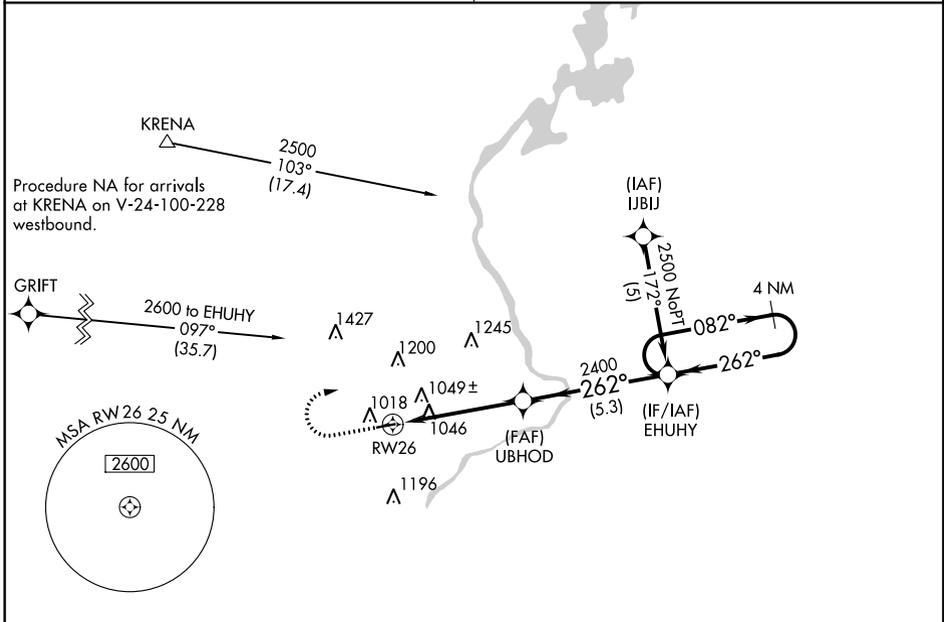 KRENA
2500
103°
(17.4)
Procedure NA for arrivals
at KRENA on V-24-100-228
westbound.
(IAF)
IJBIJ
2500 NoPT
172°
(5)
4 NM
082°
262°
GRIFT
2600 to EHUHY
097°
(35.7)
1427
1200
1245
1049±
1018
1046
RW26
1196
2400
262°
(5.3)
(FAF)
UBHOD
(IF/IAF)
EHUHY
MSA RW26 25 NM
2600